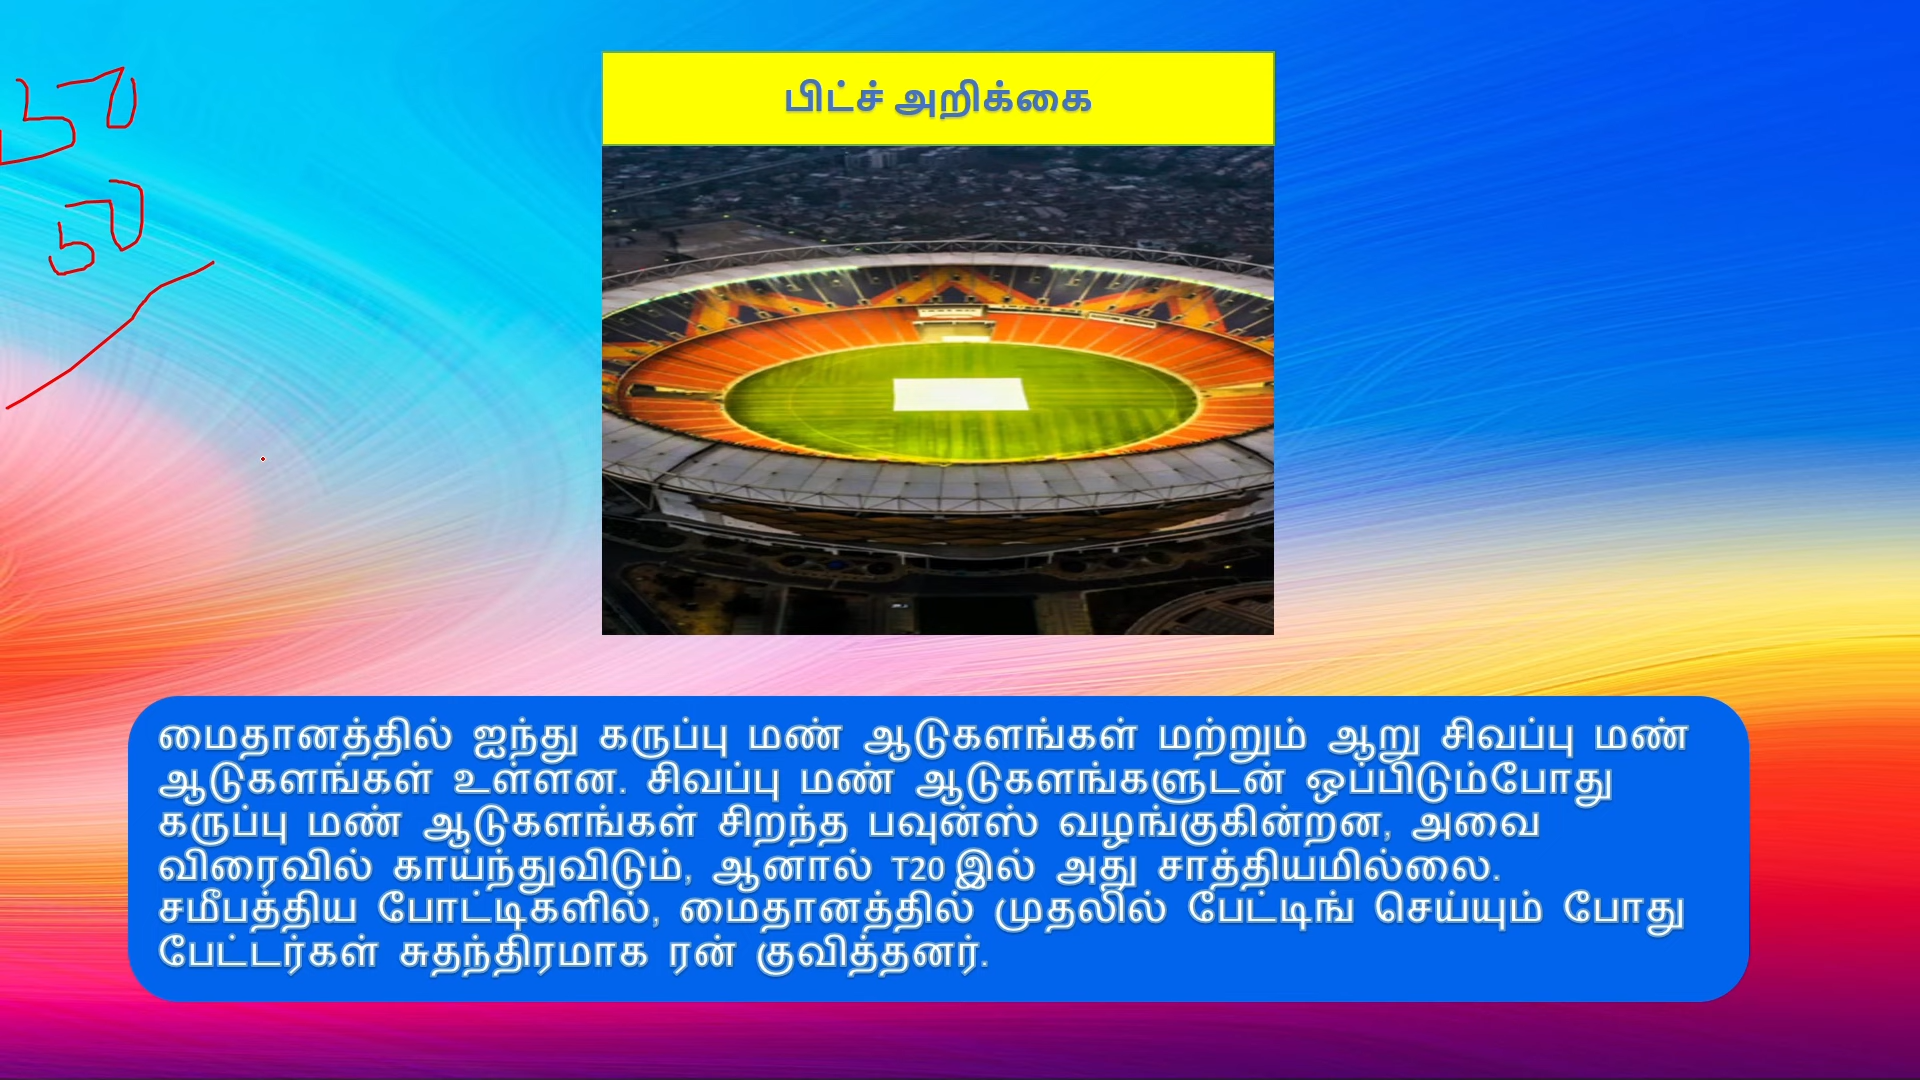 பிட்ச் அறிக்கை
50
50
மைதானத்தில் ஐந்து கருப்பு மண் ஆடுகளங்கள் மற்றும் ஆறு சிவப்பு மண்
ஆடுகளங்கள் உள்ளன. சிவப்பு மண் ஆடுகளங்களுடன் ஒப்பிடும்போது
கருப்பு மண் ஆடுகளங்கள் சிறந்த பவுன்ஸ் வழங்குகின்றன, அவை
விரைவில் காய்ந்துவிடும், ஆனால் T20 இல் அது சாத்தியமில்லை.
சமீபத்திய போட்டிகளில், மைதானத்தில் முதலில் பேட்டிங் செய்யும் போது
பேட்டர்கள் சுதந்திரமாக ரன் குவித்தனர்.